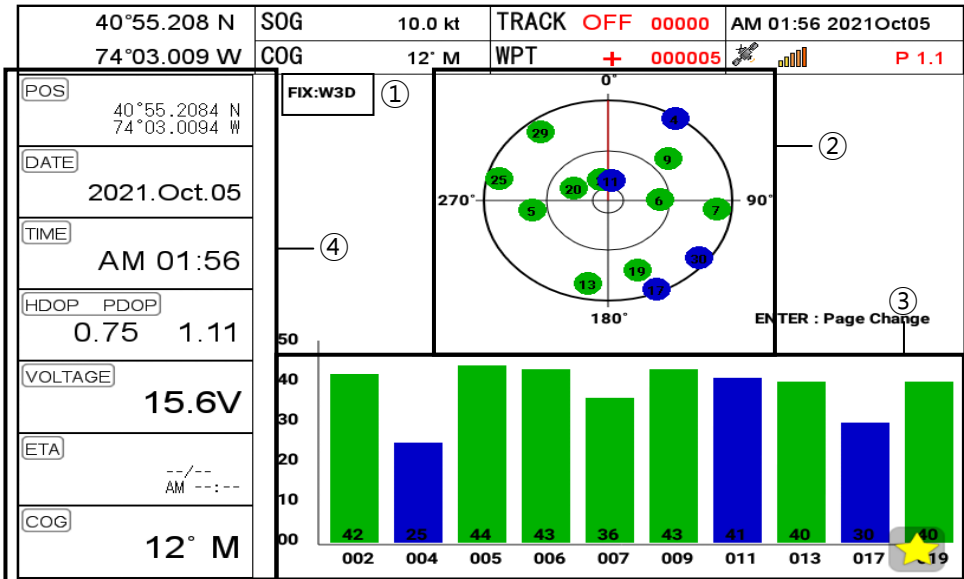 40°55.208 N SOG 10.0 kt TRACK OFF 00000 AM 01:56 2021Oct05
74°03.009 W COG 12° M WPT + 000005 P 1.1
POS
40°55.2084 N
74°03.0094 W
DATE
2021.Oct.05
TIME
AM 01:56
HDOP PDOP
0.75 1.11
VOLTAGE
15.6V
ETA
--/--
AM --:--
COG
12° M
FIX:W3D ①
②
③
④
0°
4
29
9
25
20 11
270° 90°
5 6 7
30
19
13 17
180°
ENTER : Page Change
50
40
30
20
10
00
42 25 44 43 36 43 41 40 30 40
002 004 005 006 007 009 011 013 017 019